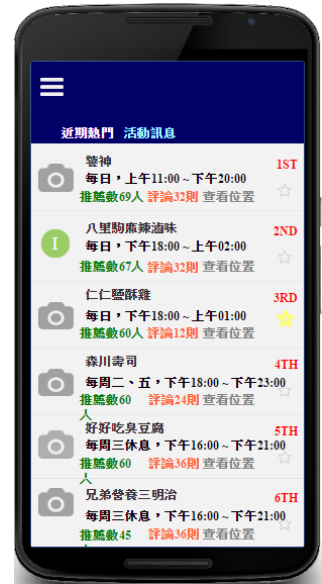 近期熱門 活動訊息
饕神 1ST
每日，上午11:00～下午20:00
推薦數69人 評論32則 查看位置
I 八里駒麻辣滷味 2ND
每日，下午18:00～上午02:00
推薦數67人 評論32則 查看位置
仁仁鹽酥雞 3RD
每日，下午18:00～上午01:00
推薦數60人 評論12則 查看位置
森川壽司 4TH
每周二、五，下午18:00～下午23:00
推薦數60 評論24則 查看位置
人
好好吃臭豆腐 5TH
每周三休息，下午16:00～下午21:00
推薦數60 評論36則 查看位置
人
兄弟營養三明治 6TH
每周三休息，下午16:00～下午21:00
推薦數45 評論36則 查看位置